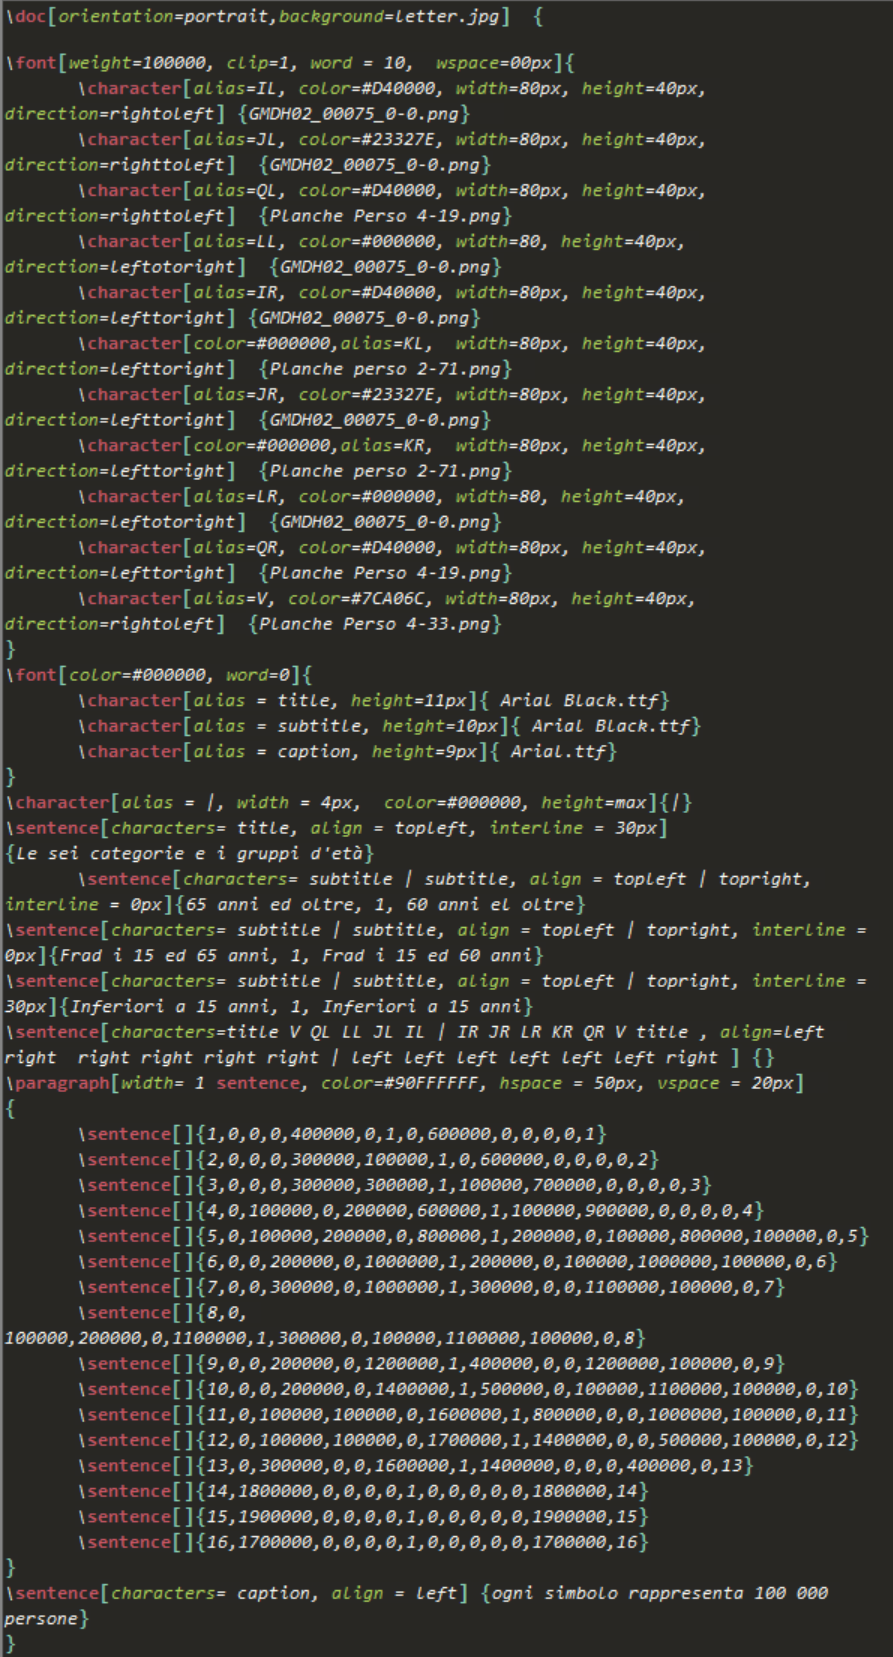 \doc[orientation=portrait,background=letter.jpg]  {
\font[weight=100000, clip=1, word = 10,  wspace=00px]{
\character[alias=IL, color=#D40000, width=80px, height=40px,
direction=rightoleft] {GMDH02_00075_0-0.png}
\character[alias=JL, color=#23327E, width=80px, height=40px,
direction=righttoleft]  {GMDH02_00075_0-0.png}
\character[alias=QL, color=#D40000, width=80px, height=40px,
direction=righttoleft]  {Planche Perso 4-19.png}
\character[alias=LL, color=#000000, width=80, height=40px,
direction=leftotoright]  {GMDH02_00075_0-0.png}
\character[alias=IR, color=#D40000, width=80px, height=40px,
direction=lefttoright] {GMDH02_00075_0-0.png}
\character[color=#000000,alias=KL,  width=80px, height=40px,
direction=lefttoright]  {Planche perso 2-71.png}
\character[alias=JR, color=#23327E, width=80px, height=40px,
direction=lefttoright]  {GMDH02_00075_0-0.png}
\character[color=#000000,alias=KR,  width=80px, height=40px,
direction=lefttoright]  {Planche perso 2-71.png}
\character[alias=LR, color=#000000, width=80, height=40px,
direction=leftotoright]  {GMDH02_00075_0-0.png}
\character[alias=QR, color=#D40000, width=80px, height=40px,
direction=lefttoright]  {Planche Perso 4-19.png}
\character[alias=V, color=#7CA06C, width=80px, height=40px,
direction=rightoleft]  {Planche Perso 4-33.png}
}
\font[color=#000000, word=0]{
\character[alias = title, height=11px]{ Arial Black.ttf}
\character[alias = subtitle, height=10px]{ Arial Black.ttf}
\character[alias = caption, height=9px]{ Arial.ttf}
}
\character[alias = |, width = 4px,  color=#000000, height=max]{|}
\sentence[characters= title, align = topleft, interline = 30px]
{Le sei categorie e i gruppi d'età}
\sentence[characters= subtitle | subtitle, align = topleft | topright,
interline = 0px]{65 anni ed oltre, 1, 60 anni el oltre}
\sentence[characters= subtitle | subtitle, align = topleft | topright, interline =
0px]{Frad i 15 ed 65 anni, 1, Frad i 15 ed 60 anni}
\sentence[characters= subtitle | subtitle, align = topleft | topright, interline =
30px]{Inferiori a 15 anni, 1, Inferiori a 15 anni}
\sentence[characters=title V QL LL JL IL | IR JR LR KR QR V title , align=left
right  right right right right | left left left left left left right ] {}
\paragraph[width= 1 sentence, color=#90FFFFFF, hspace = 50px, vspace = 20px]
{
\sentence[]{1,0,0,0,400000,0,1,0,600000,0,0,0,0,1}
\sentence[]{2,0,0,0,300000,100000,1,0,600000,0,0,0,0,2}
\sentence[]{3,0,0,0,300000,300000,1,100000,700000,0,0,0,0,3}
\sentence[]{4,0,100000,0,200000,600000,1,100000,900000,0,0,0,0,4}
\sentence[]{5,0,100000,200000,0,800000,1,200000,0,100000,800000,100000,0,5}
\sentence[]{6,0,0,200000,0,1000000,1,200000,0,100000,1000000,100000,0,6}
\sentence[]{7,0,0,300000,0,1000000,1,300000,0,0,1100000,100000,0,7}
\sentence[]{8,0,
100000,200000,0,1100000,1,300000,0,100000,1100000,100000,0,8}
\sentence[]{9,0,0,200000,0,1200000,1,400000,0,0,1200000,100000,0,9}
\sentence[]{10,0,0,200000,0,1400000,1,500000,0,100000,1100000,100000,0,10}
\sentence[]{11,0,100000,100000,0,1600000,1,800000,0,0,1000000,100000,0,11}
\sentence[]{12,0,100000,100000,0,1700000,1,1400000,0,0,500000,100000,0,12}
\sentence[]{13,0,300000,0,0,1600000,1,1400000,0,0,0,400000,0,13}
\sentence[]{14,1800000,0,0,0,0,1,0,0,0,0,0,1800000,14}
\sentence[]{15,1900000,0,0,0,0,1,0,0,0,0,0,1900000,15}
\sentence[]{16,1700000,0,0,0,0,1,0,0,0,0,0,1700000,16}
}
\sentence[characters= caption, align = left] {ogni simbolo rappresenta 100 000
persone}
}